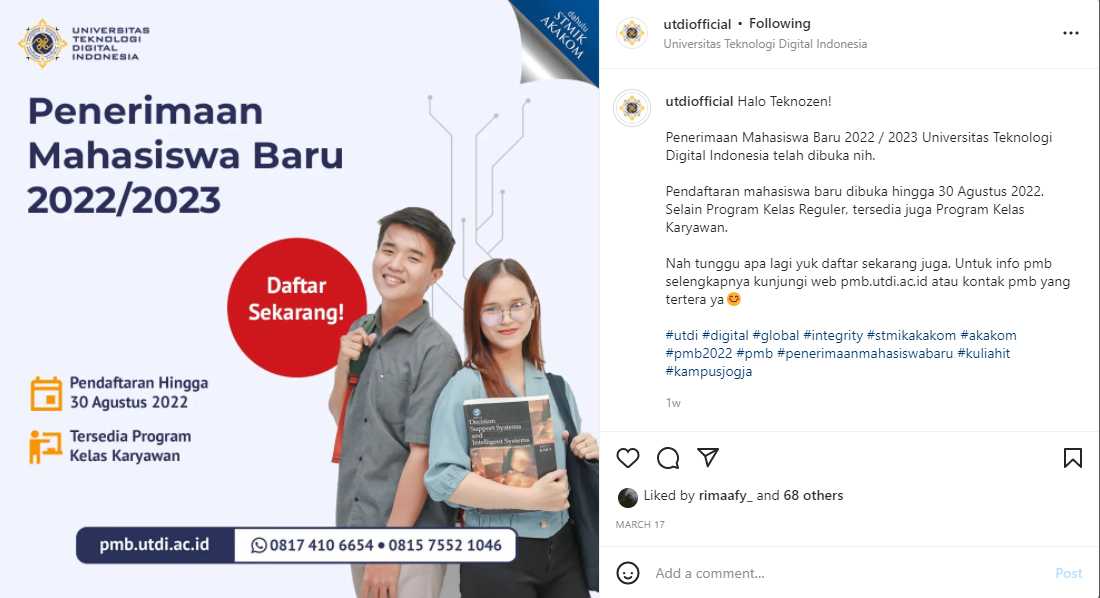 UNIVERSITAS
TEKNOLOGI
DIGITAL
INDONESIA
dahulu
STMIK
AKAKOM
Penerimaan
Mahasiswa Baru
2022/2023
Daftar
Sekarang!
Pendaftaran Hingga
30 Agustus 2022
Tersedia Program
Kelas Karyawan
Decision
Support Systems and
Intelligent Systems
pmb.utdi.ac.id
0817 410 6654 • 0815 7552 1046
utdiofficial • Following
Universitas Teknologi Digital Indonesia
utdiofficial Halo Teknozen!
Penerimaan Mahasiswa Baru 2022 / 2023 Universitas Teknologi
Digital Indonesia telah dibuka nih.
Pendaftaran mahasiswa baru dibuka hingga 30 Agustus 2022.
Selain Program Kelas Reguler, tersedia juga Program Kelas
Karyawan.
Nah tunggu apa lagi yuk daftar sekarang juga. Untuk info pmb
selengkapnya kunjungi web pmb.utdi.ac.id atau kontak pmb yang
tertera ya😊
#utdi #digital #global #integrity #stmikakakom #akakom
#pmb2022 #pmb #penerimaanmahasiswabaru #kuliahit
#kampusjogja
1w
Liked by rimaafy_ and 68 others
MARCH 17
Add a comment...
Post